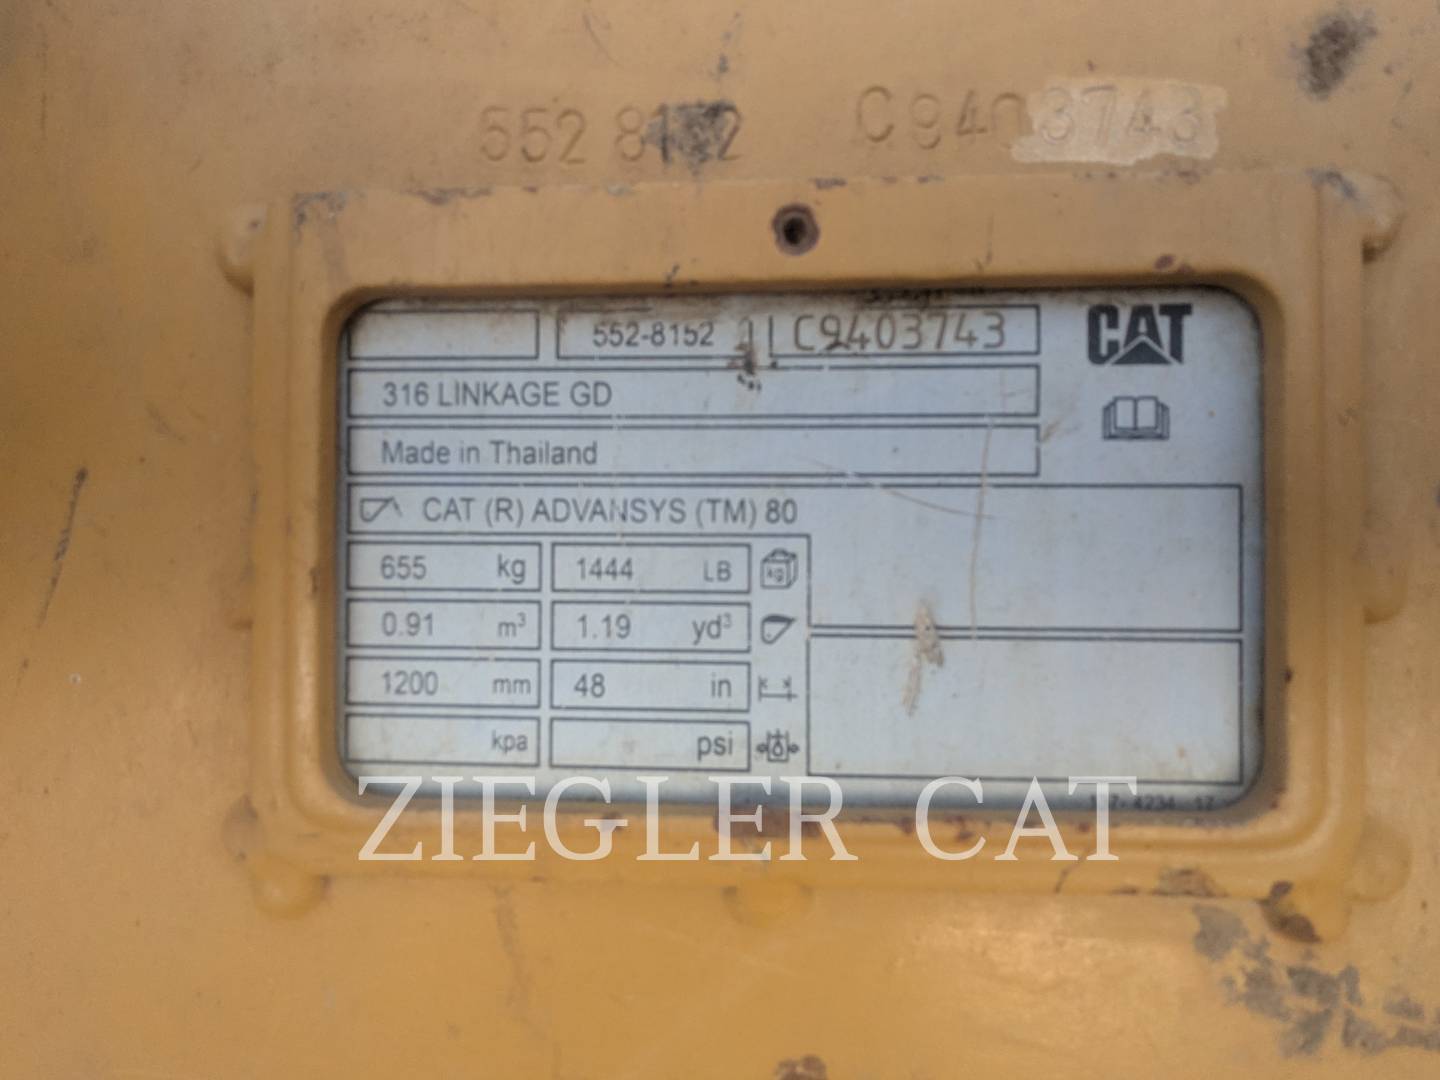 552 8152 C9403743
552-8152 C9403743 CAT
316 LINKAGE GD
Made in Thailand
CAT (R) ADVANSYS (TM) 80
655 kg 1444 LB kg
0.91 m³ 1.19 yd³
1200 mm 48 in
kpa psi
ZIEGLER CAT